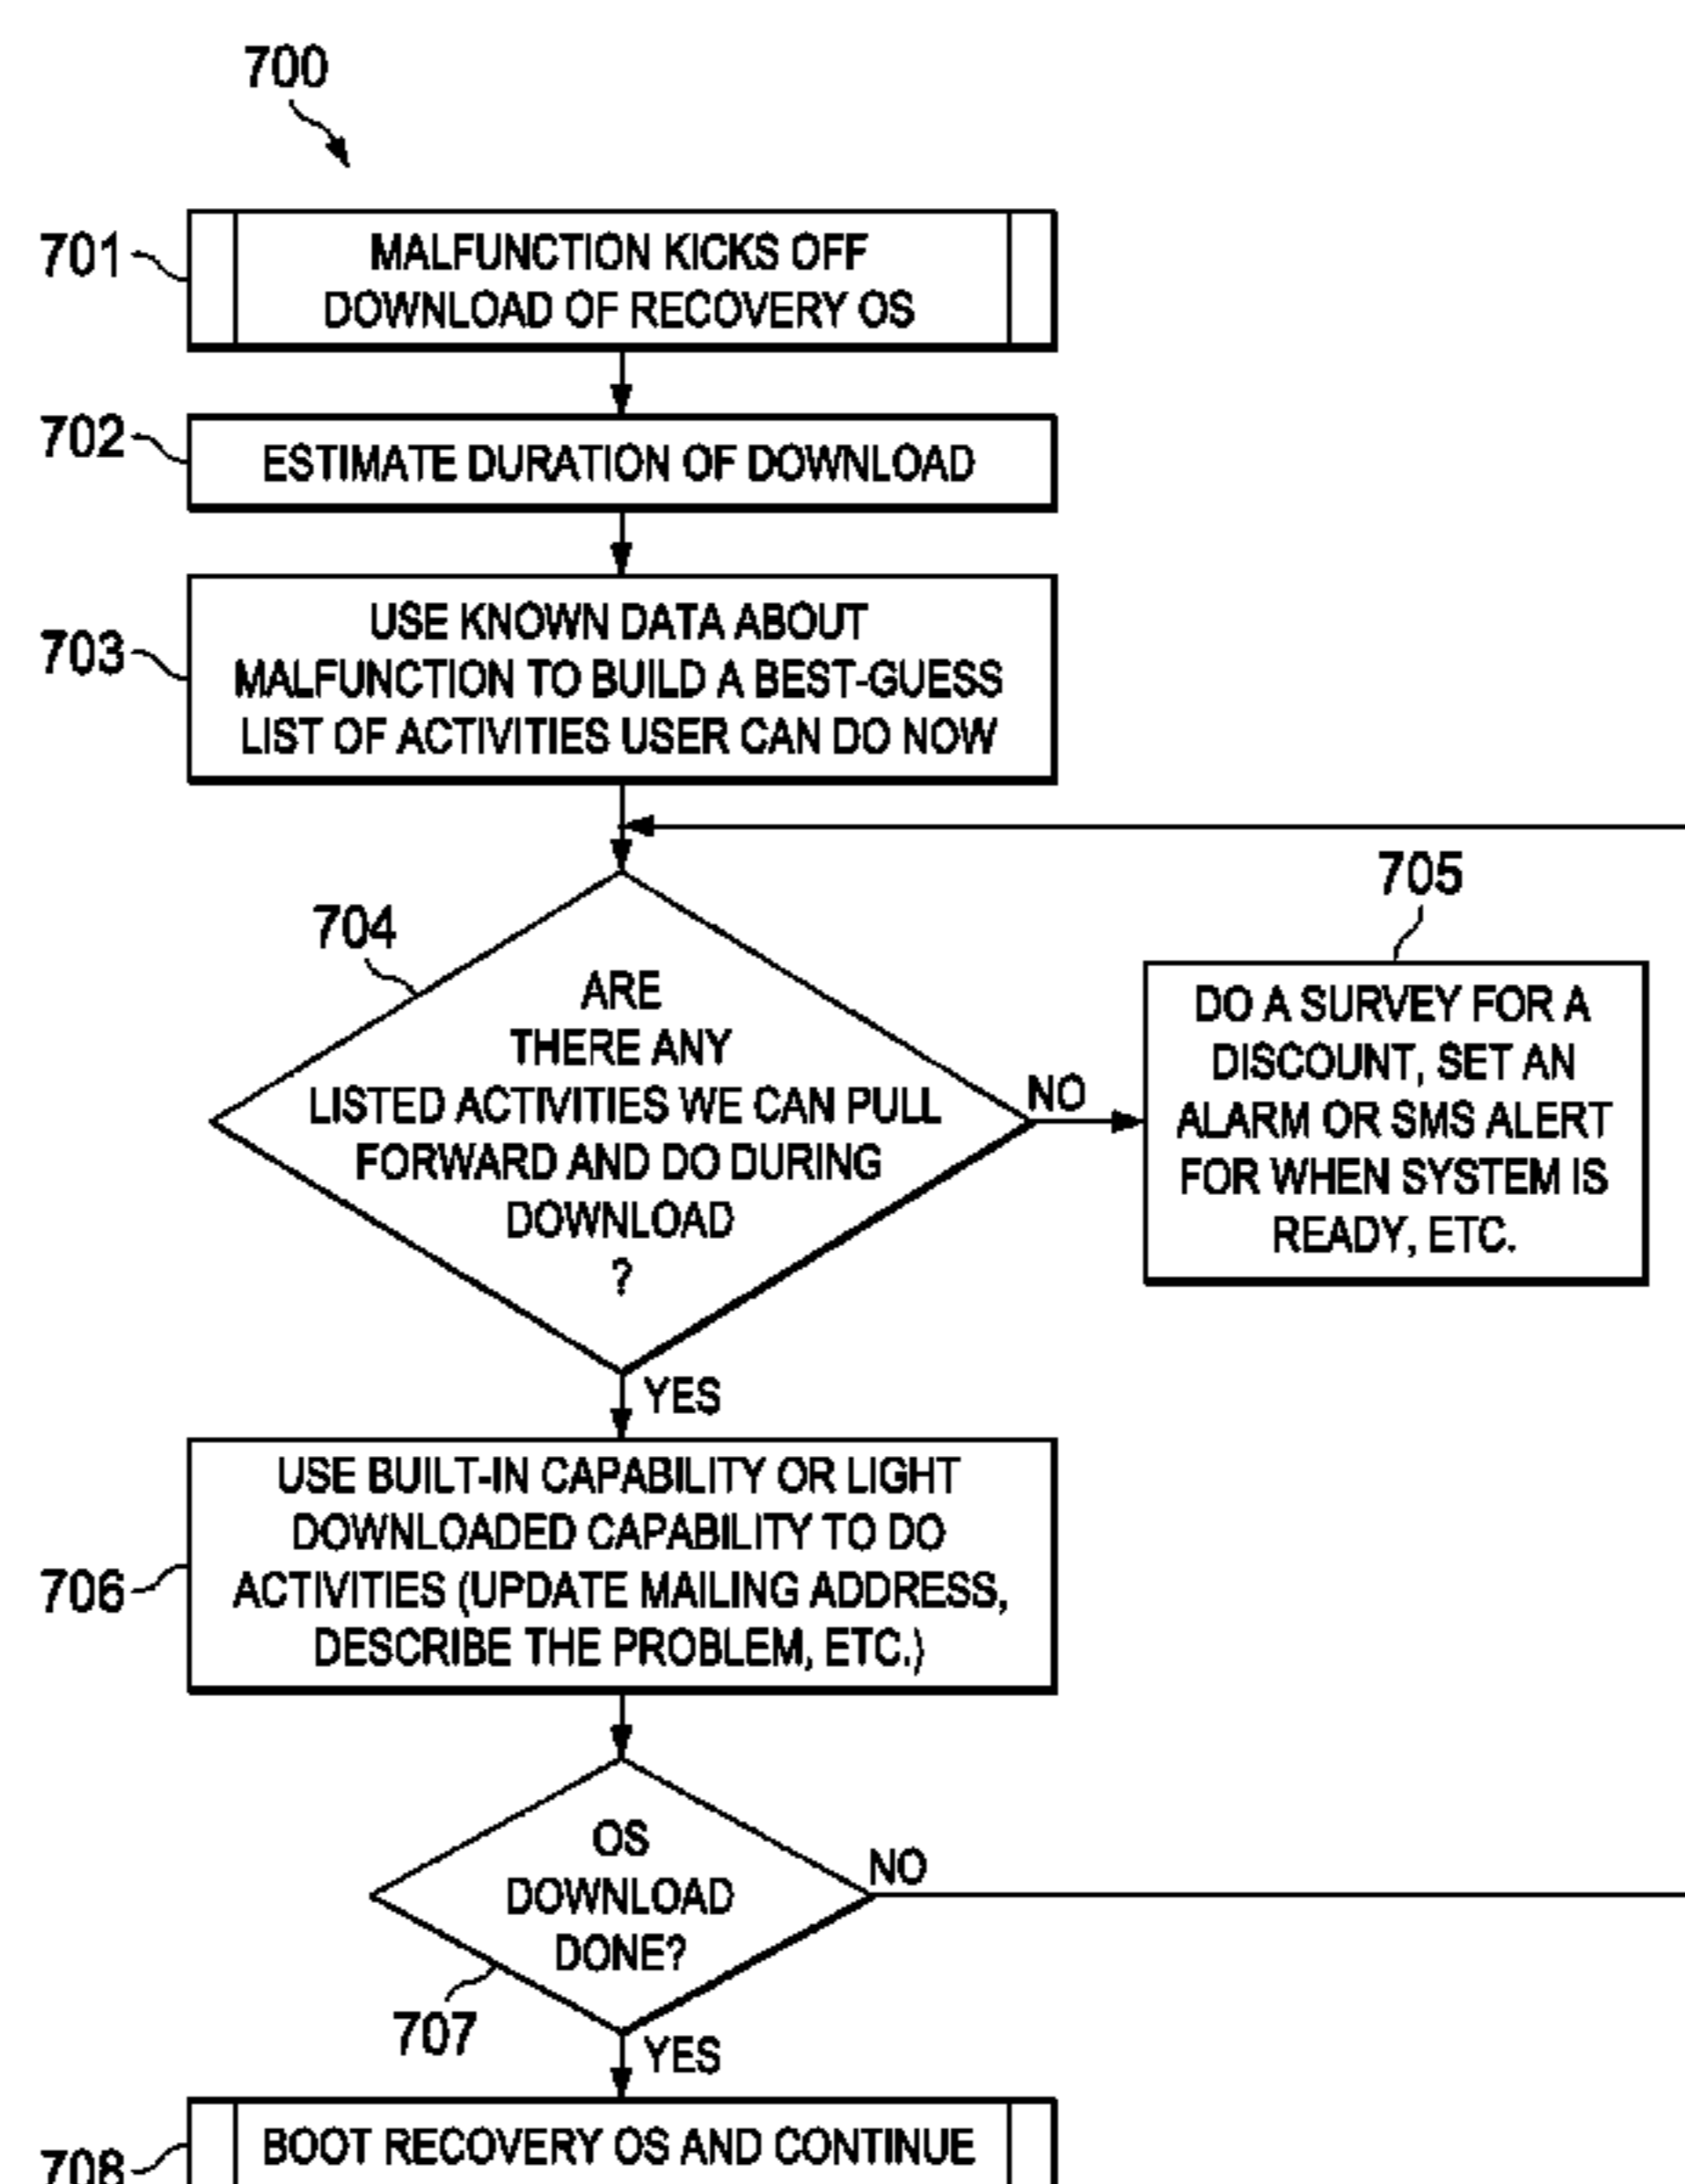 700
701
MALFUNCTION KICKS OFF
DOWNLOAD OF RECOVERY OS
702
ESTIMATE DURATION OF DOWNLOAD
703
USE KNOWN DATA ABOUT
MALFUNCTION TO BUILD A BEST-GUESS
LIST OF ACTIVITIES USER CAN DO NOW
704
ARE
THERE ANY
LISTED ACTIVITIES WE CAN PULL
FORWARD AND DO DURING
DOWNLOAD
?
NO
705
DO A SURVEY FOR A
DISCOUNT, SET AN
ALARM OR SMS ALERT
FOR WHEN SYSTEM IS
READY, ETC.
YES
706
USE BUILT-IN CAPABILITY OR LIGHT
DOWNLOADED CAPABILITY TO DO
ACTIVITIES (UPDATE MAILING ADDRESS,
DESCRIBE THE PROBLEM, ETC.)
OS
DOWNLOAD
DONE?
NO
707
YES
708
BOOT RECOVERY OS AND CONTINUE